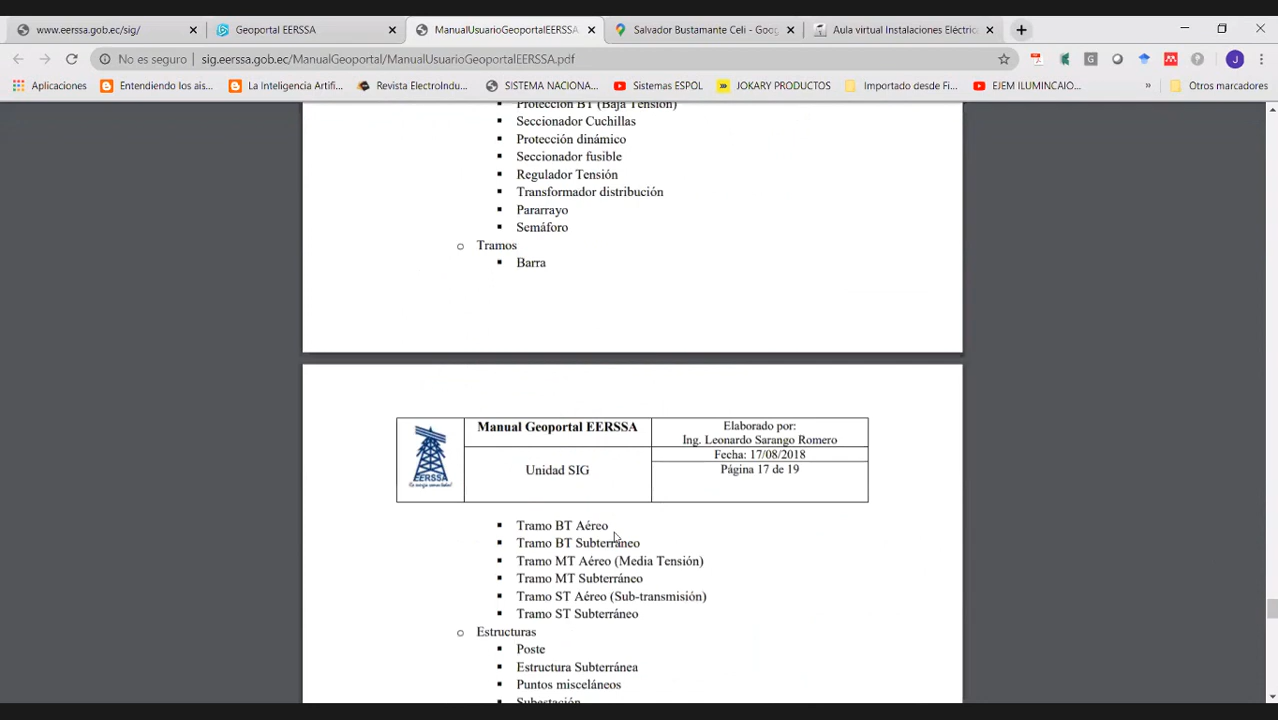 www.eerssa.gob.ec/sig/
Geoportal EERSSA
ManualUsuarioGeoportalEERSSA.
Salvador Bustamante Celi - Goog
Aula virtual Instalaciones Eléctric
No es seguro
sig.eerssa.gob.ec/ManualGeoportal/ManualUsuarioGeoportalEERSSA.pdf
Aplicaciones
Entendiendo los ais...
La Inteligencia Artifi...
Revista ElectroIndu...
SISTEMA NACIONA...
Sistemas ESPOL
JOKARY PRODUCTOS
Importado desde Fi...
EJEM ILUMINCAIO...
»
Otros marcadores
Protección BT (Baja Tensión)
Seccionador Cuchillas
Protección dinámico
Seccionador fusible
Regulador Tensión
Transformador distribución
Pararrayo
Semáforo
Tramos
Barra
EERSSA
Manual Geoportal EERSSA
Unidad SIG
Elaborado por:
Ing. Leonardo Sarango Romero
Fecha: 17/08/2018
Página 17 de 19
Tramo BT Aéreo
Tramo BT Subterráneo
Tramo MT Aéreo (Media Tensión)
Tramo MT Subterráneo
Tramo ST Aéreo (Sub-transmisión)
Tramo ST Subterráneo
Estructuras
Poste
Estructura Subterránea
Puntos misceláneos
Subestación